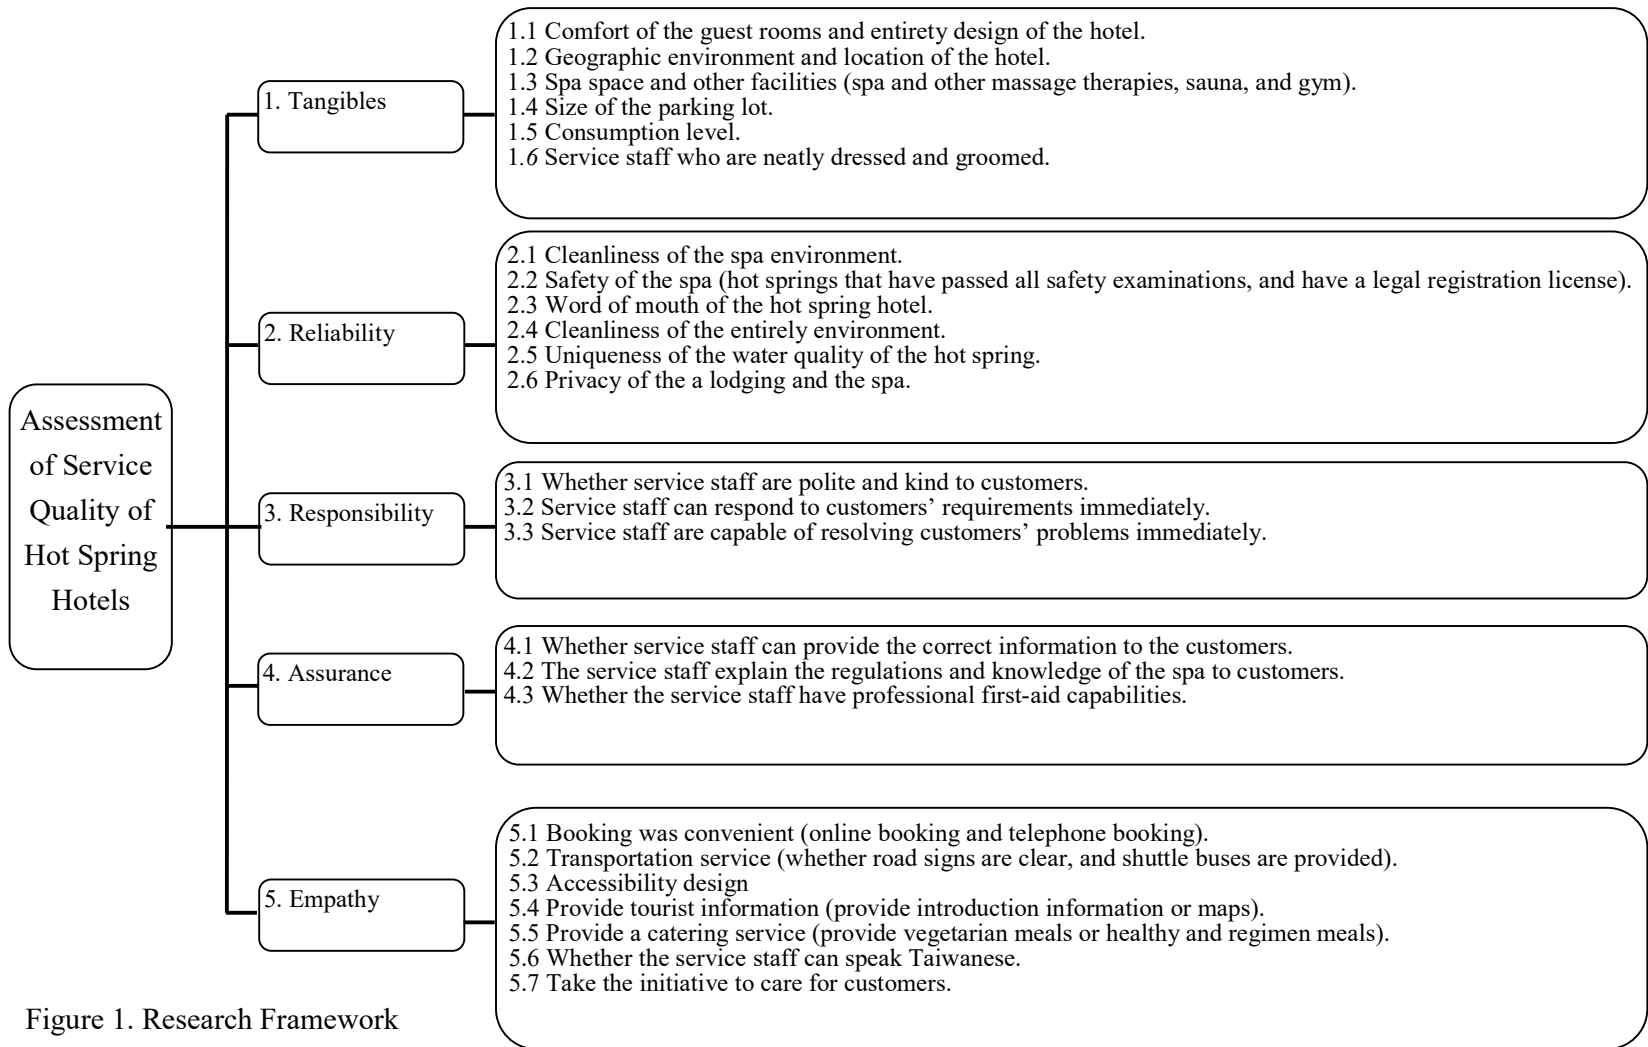 Assessment
of Service
Quality of
Hot Spring
Hotels
1. Tangibles
1.1 Comfort of the guest rooms and entirety design of the hotel.
1.2 Geographic environment and location of the hotel.
1.3 Spa space and other facilities (spa and other massage therapies, sauna, and gym).
1.4 Size of the parking lot.
1.5 Consumption level.
1.6 Service staff who are neatly dressed and groomed.
2. Reliability
2.1 Cleanliness of the spa environment.
2.2 Safety of the spa (hot springs that have passed all safety examinations, and have a legal registration license).
2.3 Word of mouth of the hot spring hotel.
2.4 Cleanliness of the entirely environment.
2.5 Uniqueness of the water quality of the hot spring.
2.6 Privacy of the a lodging and the spa.
3. Responsibility
3.1 Whether service staff are polite and kind to customers.
3.2 Service staff can respond to customers’ requirements immediately.
3.3 Service staff are capable of resolving customers’ problems immediately.
4. Assurance
4.1 Whether service staff can provide the correct information to the customers.
4.2 The service staff explain the regulations and knowledge of the spa to customers.
4.3 Whether the service staff have professional first-aid capabilities.
5. Empathy
5.1 Booking was convenient (online booking and telephone booking).
5.2 Transportation service (whether road signs are clear, and shuttle buses are provided).
5.3 Accessibility design
5.4 Provide tourist information (provide introduction information or maps).
5.5 Provide a catering service (provide vegetarian meals or healthy and regimen meals).
5.6 Whether the service staff can speak Taiwanese.
5.7 Take the initiative to care for customers.
Figure 1. Research Framework